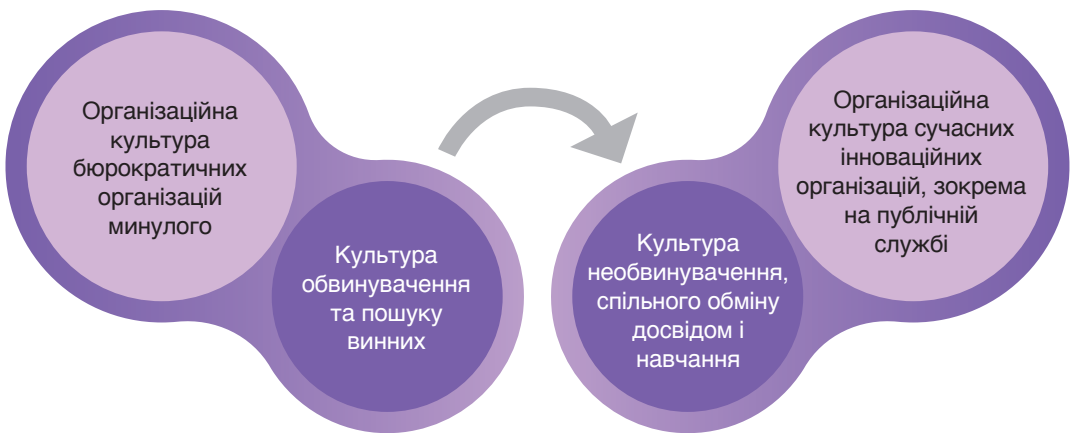 Організаційна
культура
бюрократичних
організацій
минулого
Культура
обвинувачення
та пошуку
винних
Культура
необвинувачення,
спільного обміну
досвідом і
навчання
Організаційна
культура сучасних
інноваційних
організацій, зокрема
на публічній
службі